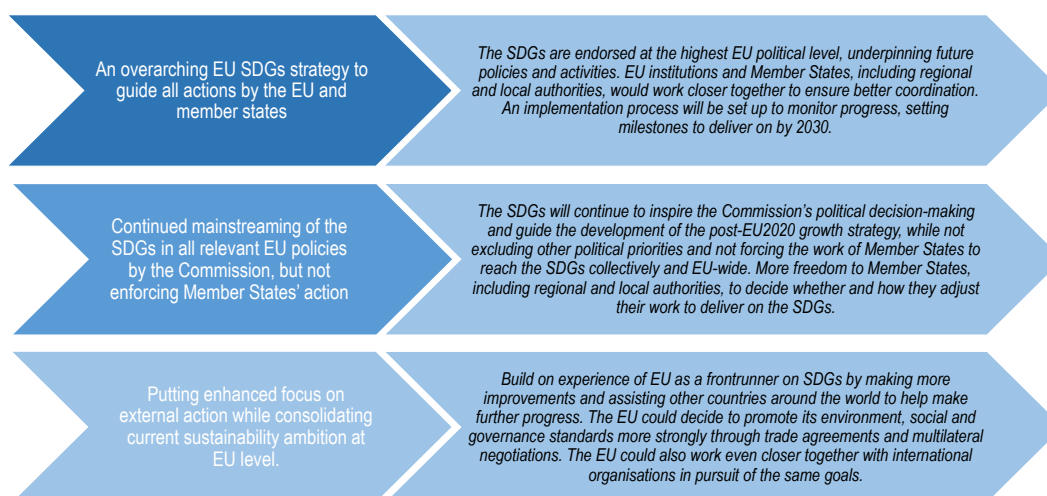 An overarching EU SDGs strategy to
guide all actions by the EU and
member states
The SDGs are endorsed at the highest EU political level, underpinning future
policies and activities. EU institutions and Member States, including regional
and local authorities, would work closer together to ensure better coordination.
An implementation process will be set up to monitor progress, setting
milestones to deliver on by 2030.
Continued mainstreaming of the
SDGs in all relevant EU policies
by the Commission, but not
enforcing Member States' action
The SDGs will continue to inspire the Commission's political decision-making
and guide the development of the post-EU2020 growth strategy, while not
excluding other political priorities and not forcing the work of Member States to
reach the SDGs collectively and EU-wide. More freedom to Member States,
including regional and local authorities, to decide whether and how they adjust
their work to deliver on the SDGs.
Putting enhanced focus on
external action while consolidating
current sustainability ambition at
EU level.
Build on experience of EU as a frontrunner on SDGs by making more
improvements and assisting other countries around the world to help make
further progress. The EU could decide to promote its environment, social and
governance standards more strongly through trade agreements and multilateral
negotiations. The EU could also work even closer together with international
organisations in pursuit of the same goals.